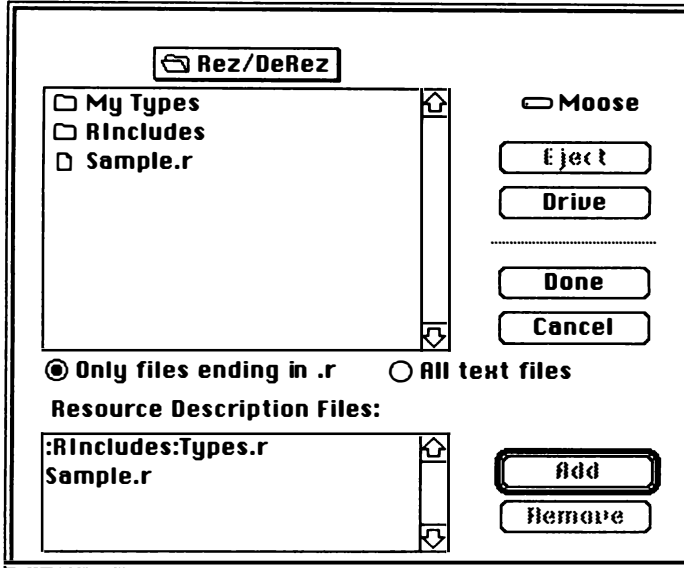 Rez/DeRez
My Types
RIncludes
Sample.r
Moose
Eject
Drive
Done
Cancel
Only files ending in .r
All text files
Resource Description Files:
:RIncludes:Types.r
Sample.r
Add
Remove